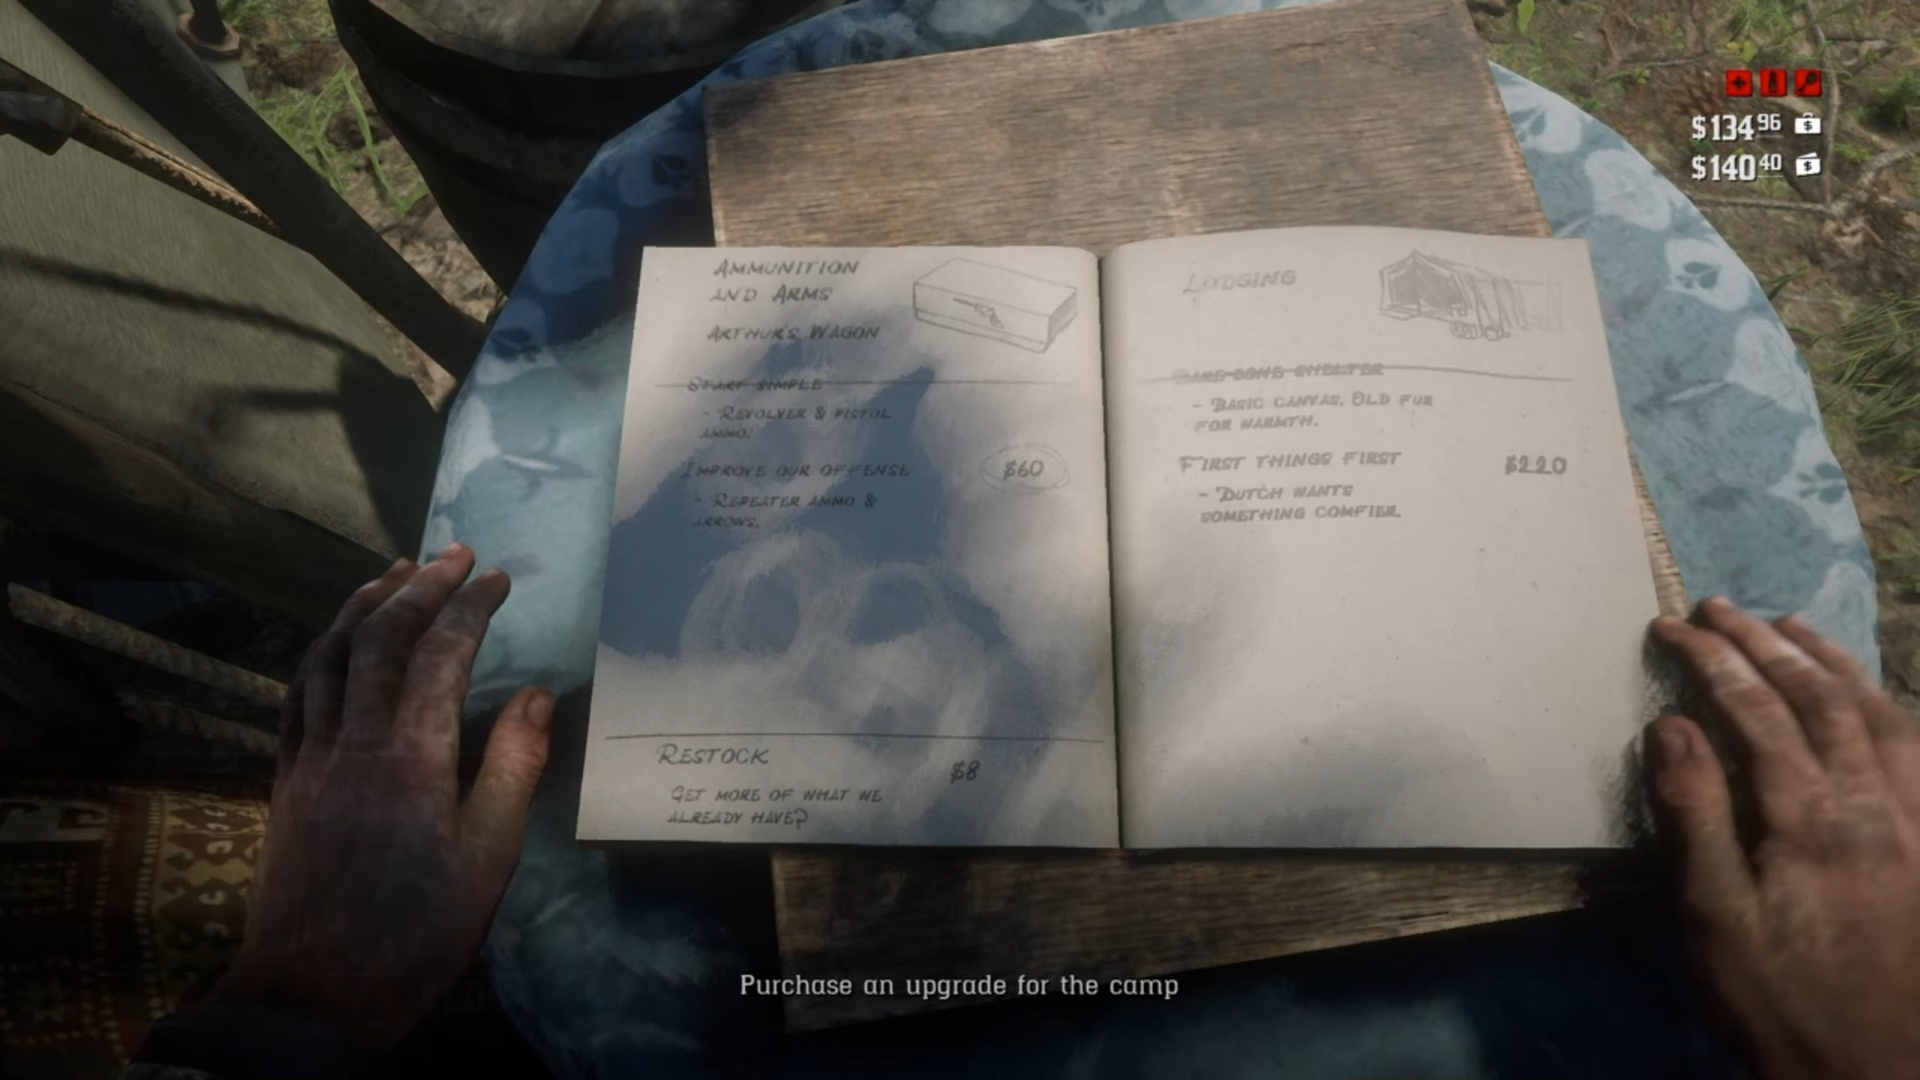 $134 96
$140 40
AMMUNITION
AND ARMS
ARTHUR'S WAGON
START SIMPLE
- REVOLVER & PISTOL
AMMO.
IMPROVE OUR OFFENSE $60
- REPEATER AMMO &
ARROWS.
RESTOCK $8
GET MORE OF WHAT WE
ALREADY HAVE?
LODGING
BARE BONE SHELTER
- BASIC CANVAS. OLD FUR
FOR WARMTH.
FIRST THINGS FIRST $220
- DUTCH WANTS
SOMETHING COMFIER.
Purchase an upgrade for the camp